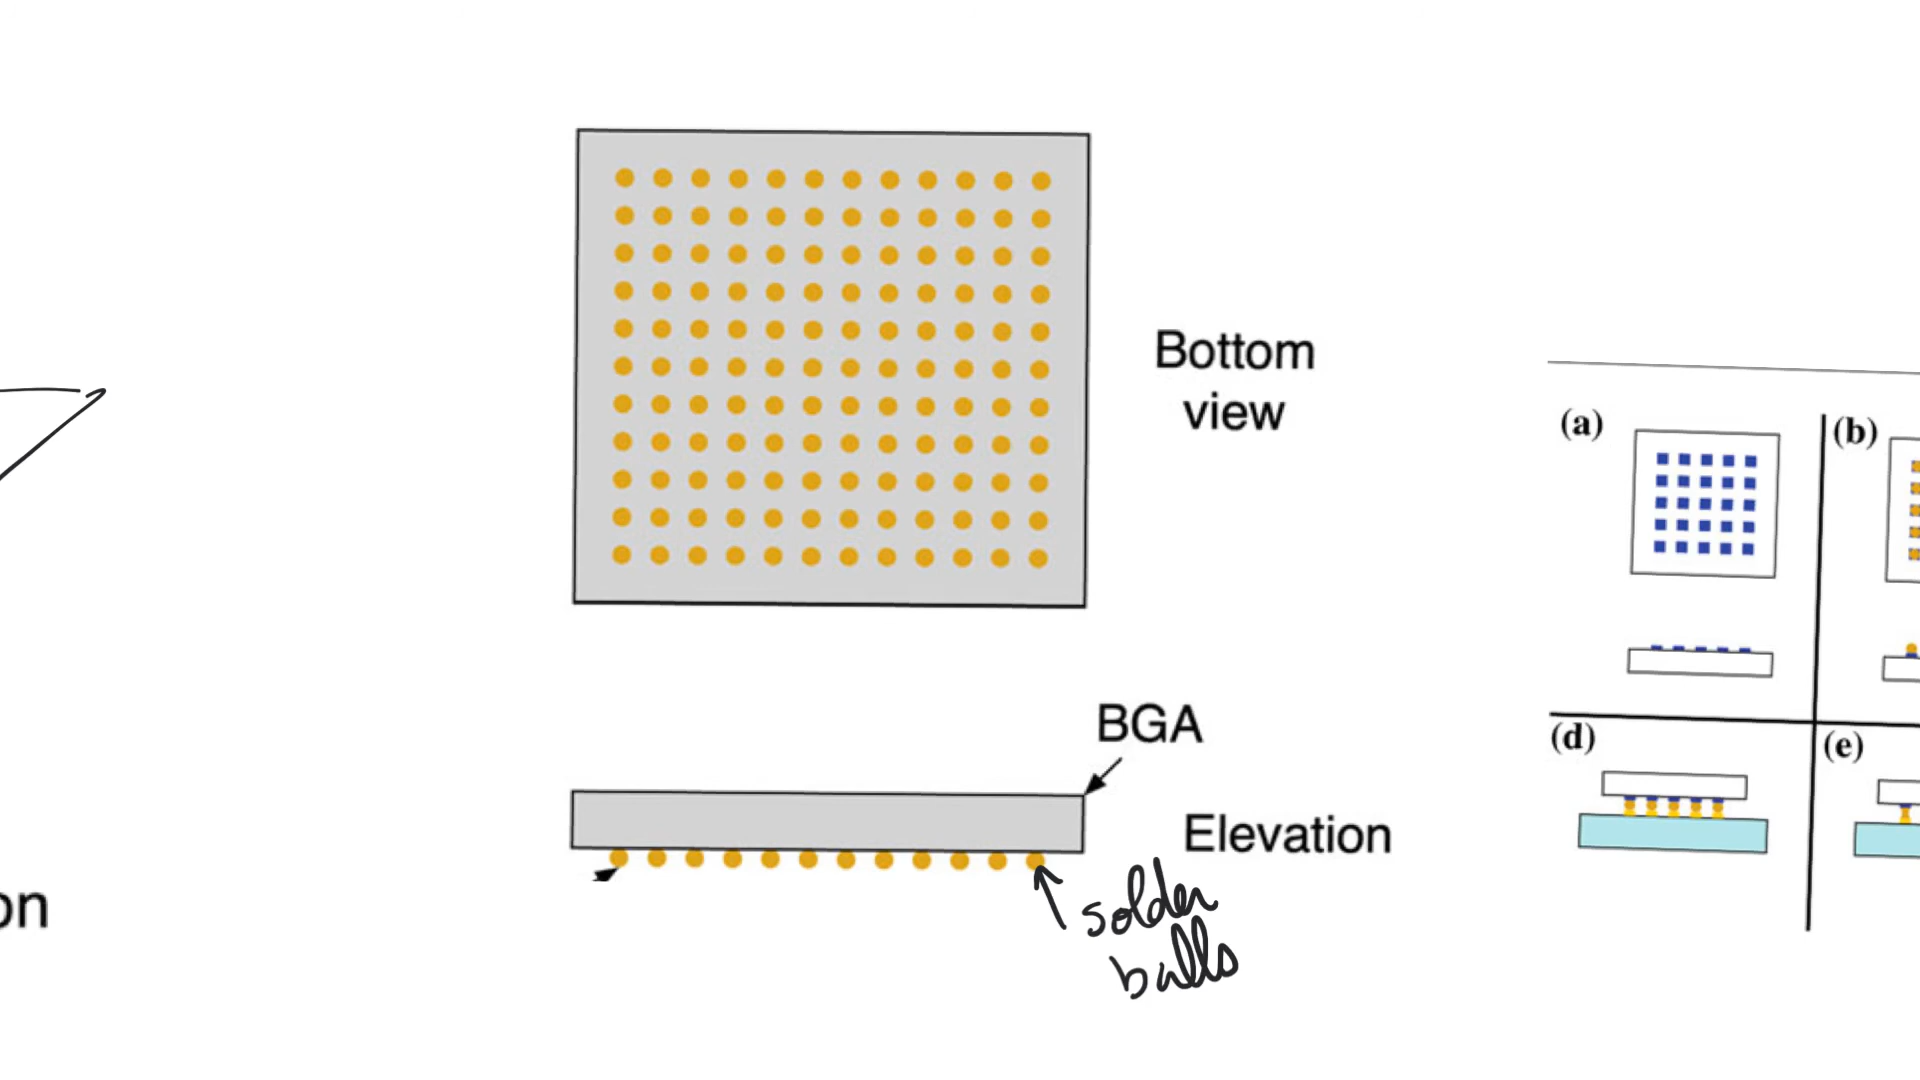 Bottom
view
BGA
Elevation
solder
balls
on
(a)
(b)
(d)
(e)